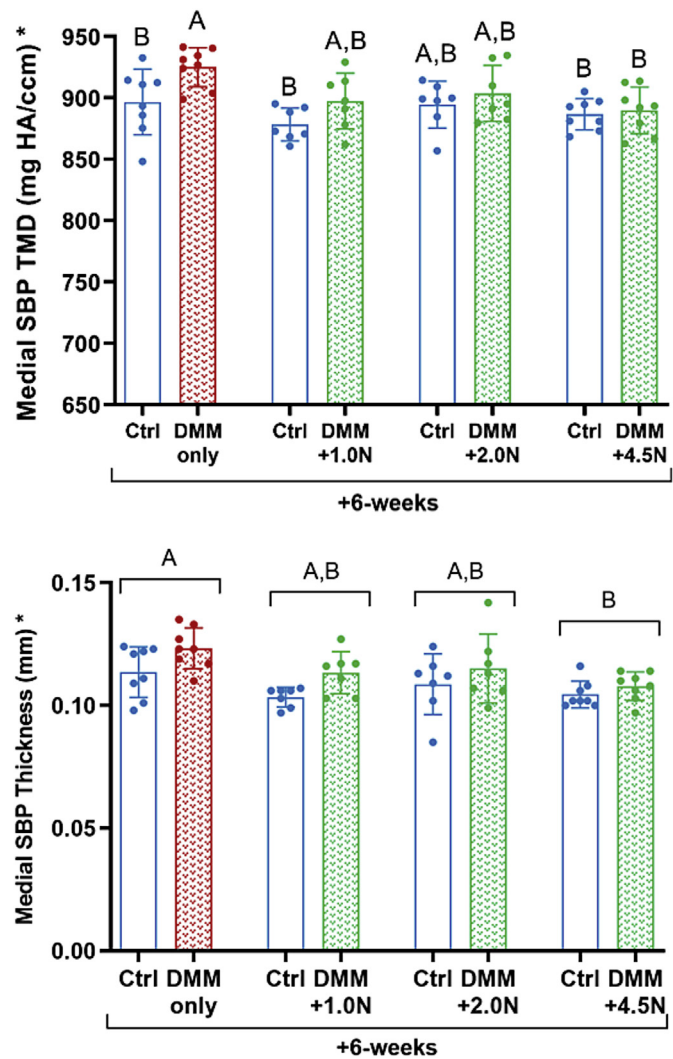 Medial SBP TMD (mg HA/ccm) *
950
900
850
800
750
700
650
B
A
B
A,B
A,B
A,B
B
B
Ctrl DMM only
Ctrl DMM +1.0N
Ctrl DMM +2.0N
Ctrl DMM +4.5N
+6-weeks
Medial SBP Thickness (mm) *
0.15
0.10
0.05
0.00
A
A,B
A,B
B
Ctrl DMM only
Ctrl DMM +1.0N
Ctrl DMM +2.0N
Ctrl DMM +4.5N
+6-weeks